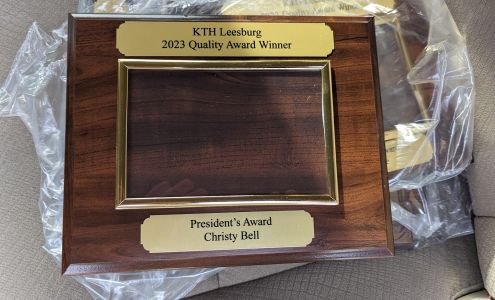 KTH Leesburg
2023 Quality Award Winner
President's Award
Christy Bell